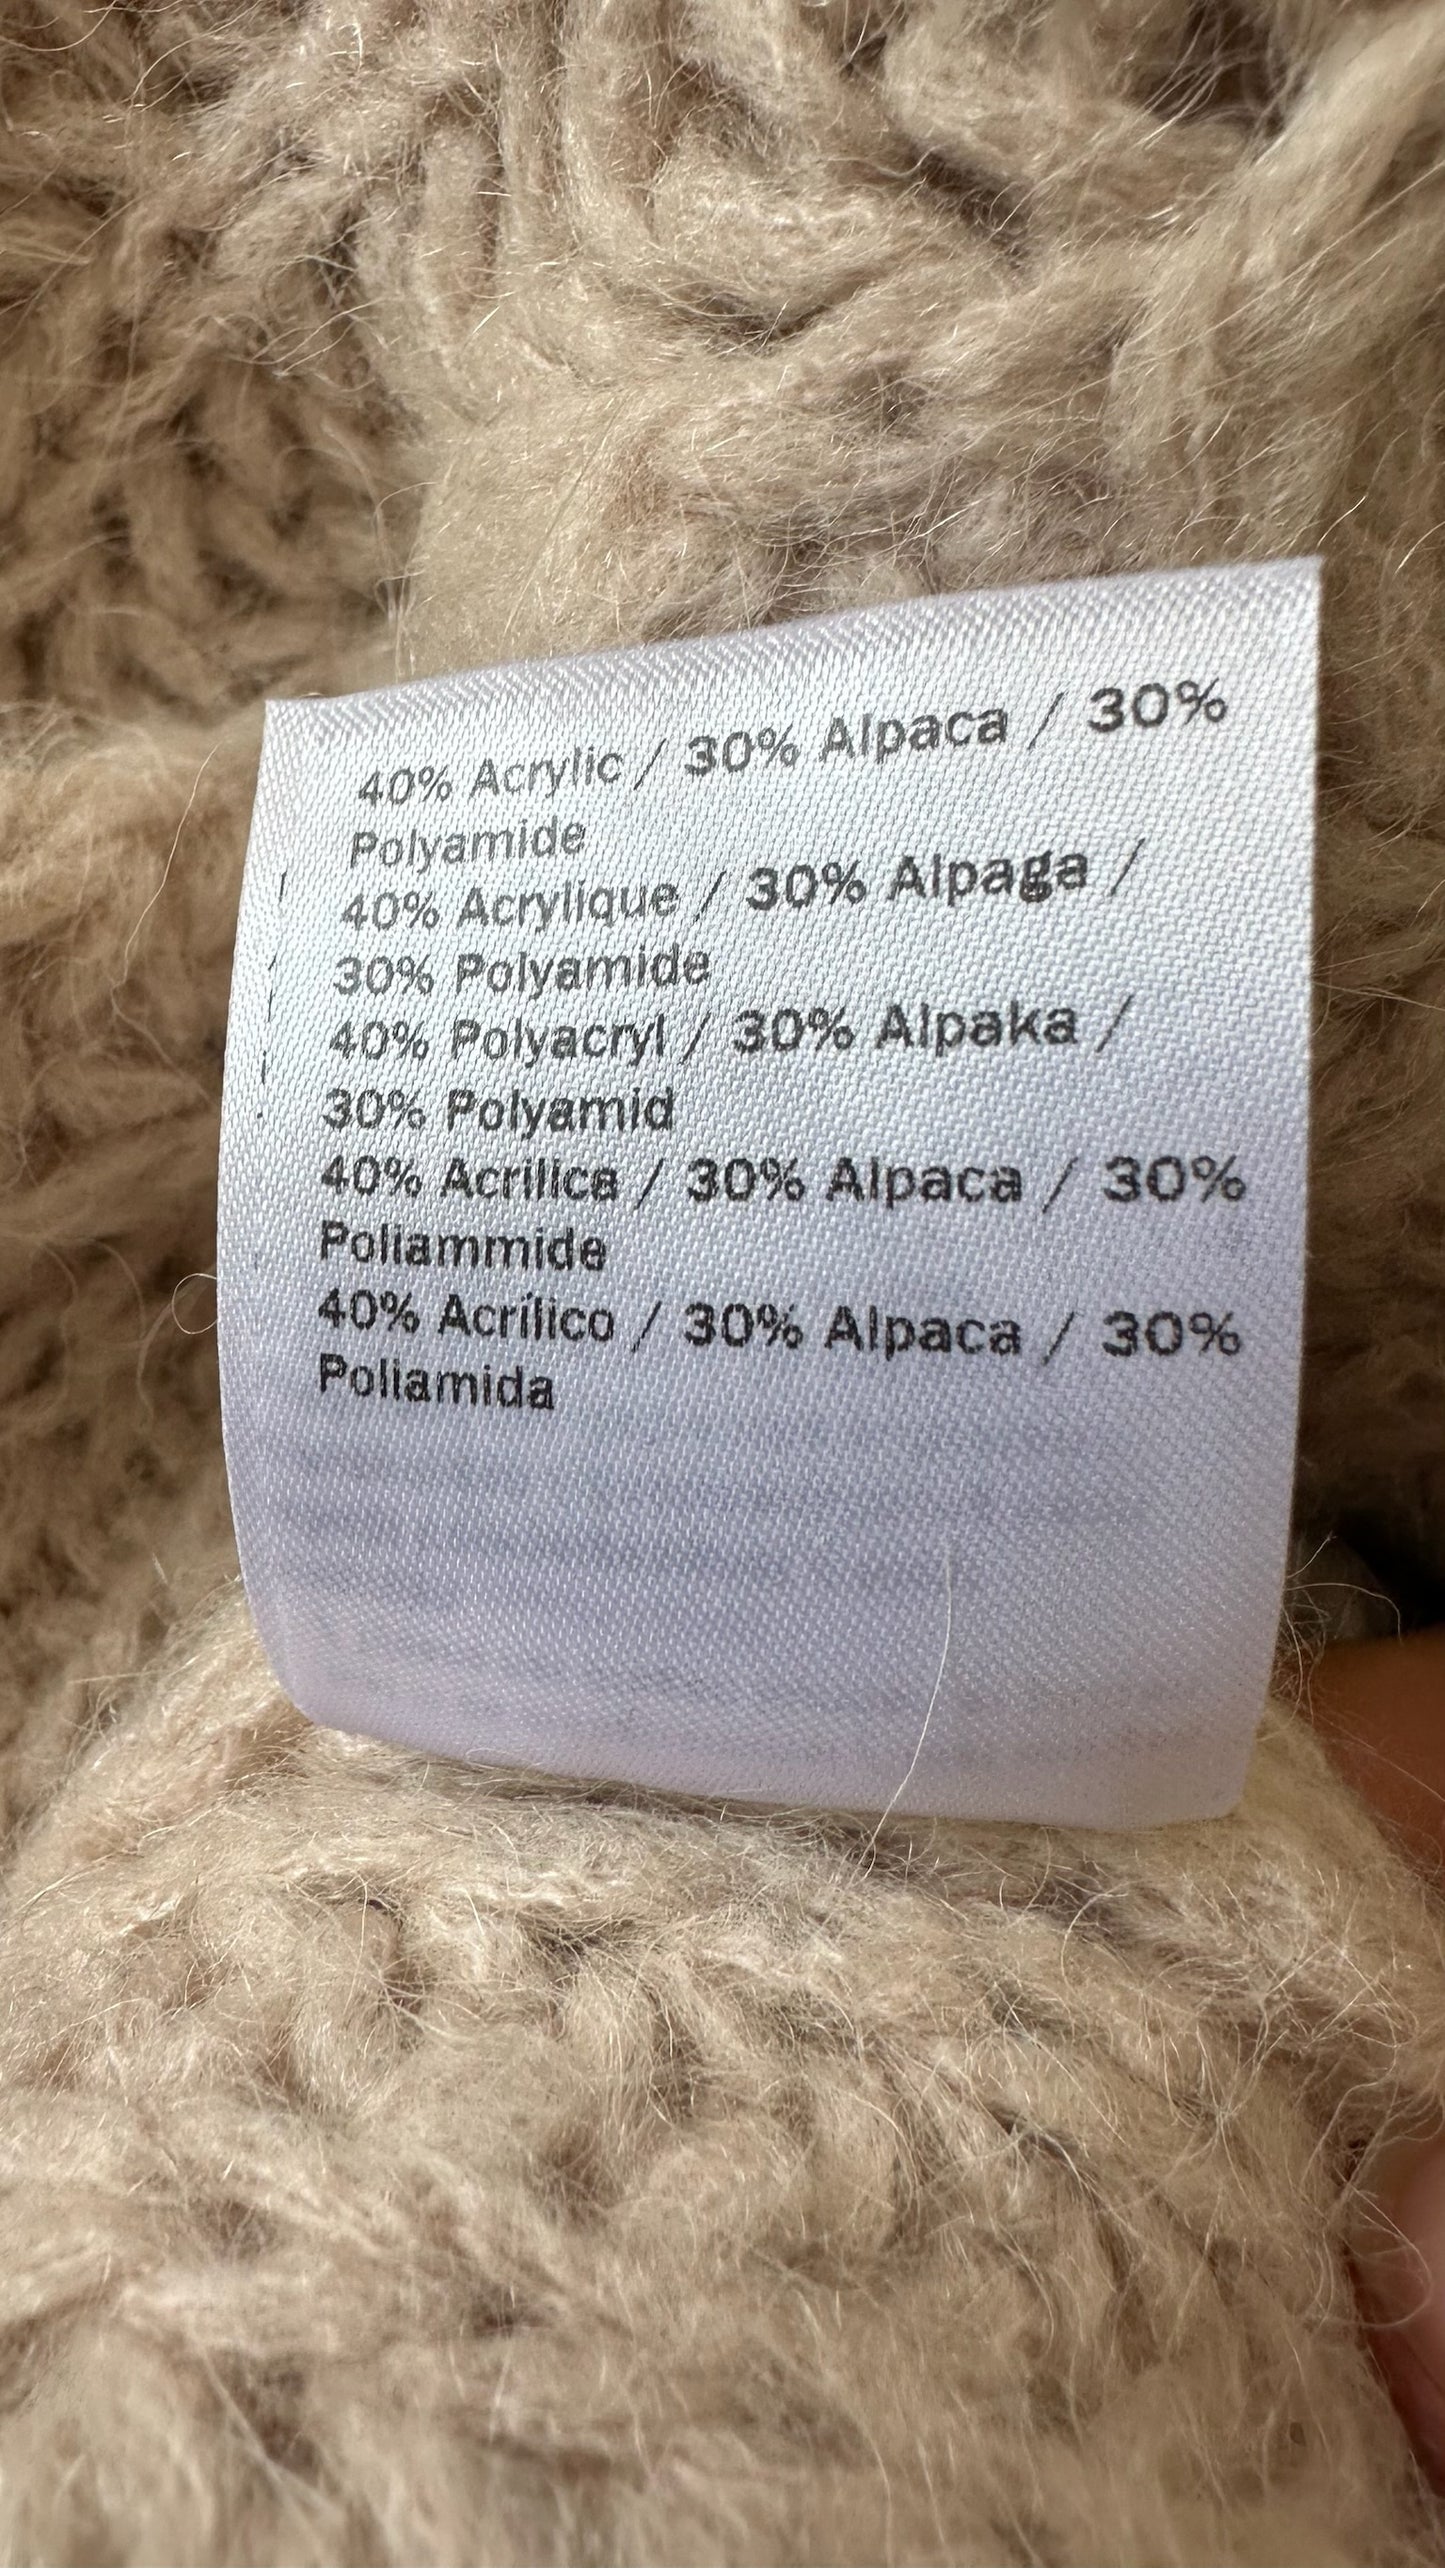 40% Acrylic / 30% Alpaca / 30%
Polyamide
40% Acrylique / 30% Alpaga /
30% Polyamide
40% Polyacryl / 30% Alpaka /
30% Polyamid
40% Acrilica / 30% Alpaca / 30%
Poliammide
40% Acrílico / 30% Alpaca / 30%
Poliamida